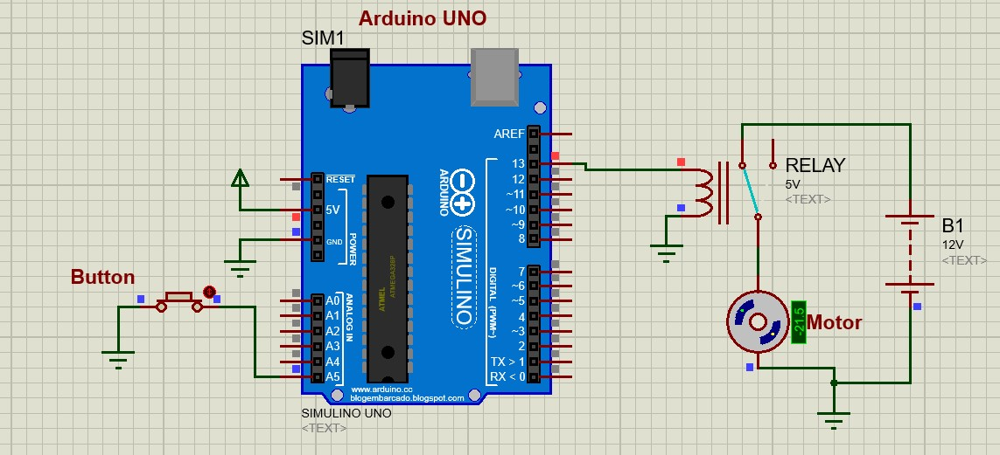 Arduino UNO
SIM1
AREF
13
12
~11
~10
~9
8
7
~6
~5
4
~3
2
TX > 1
RX < 0
RESET
5V
GND
POWER
A0
A1
A2
A3
A4
A5
ANALOG IN
ARDUINO
SIMULINO
DIGITAL (PWM~)
ATMEL
ATMEGA328P
www.arduino.cc
blogembarcado.blogspot.com
SIMULINO UNO
<TEXT>
Button
RELAY
5V
<TEXT>
B1
12V
<TEXT>
-21.5
Motor